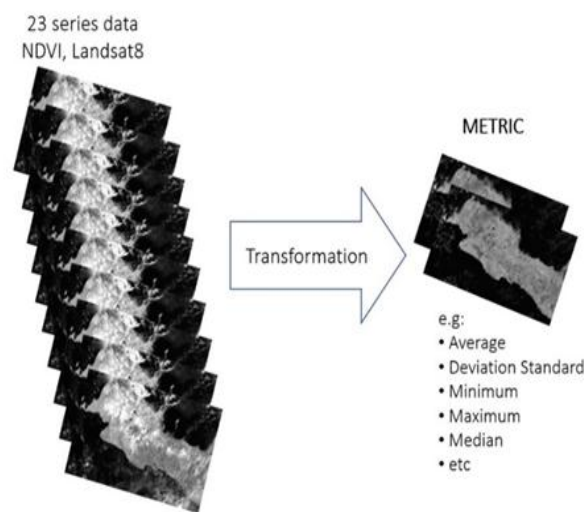 23 series data
NDVI, Landsat8
METRIC
Transformation
e.g:
• Average
• Deviation Standard
• Minimum
• Maximum
• Median
• etc